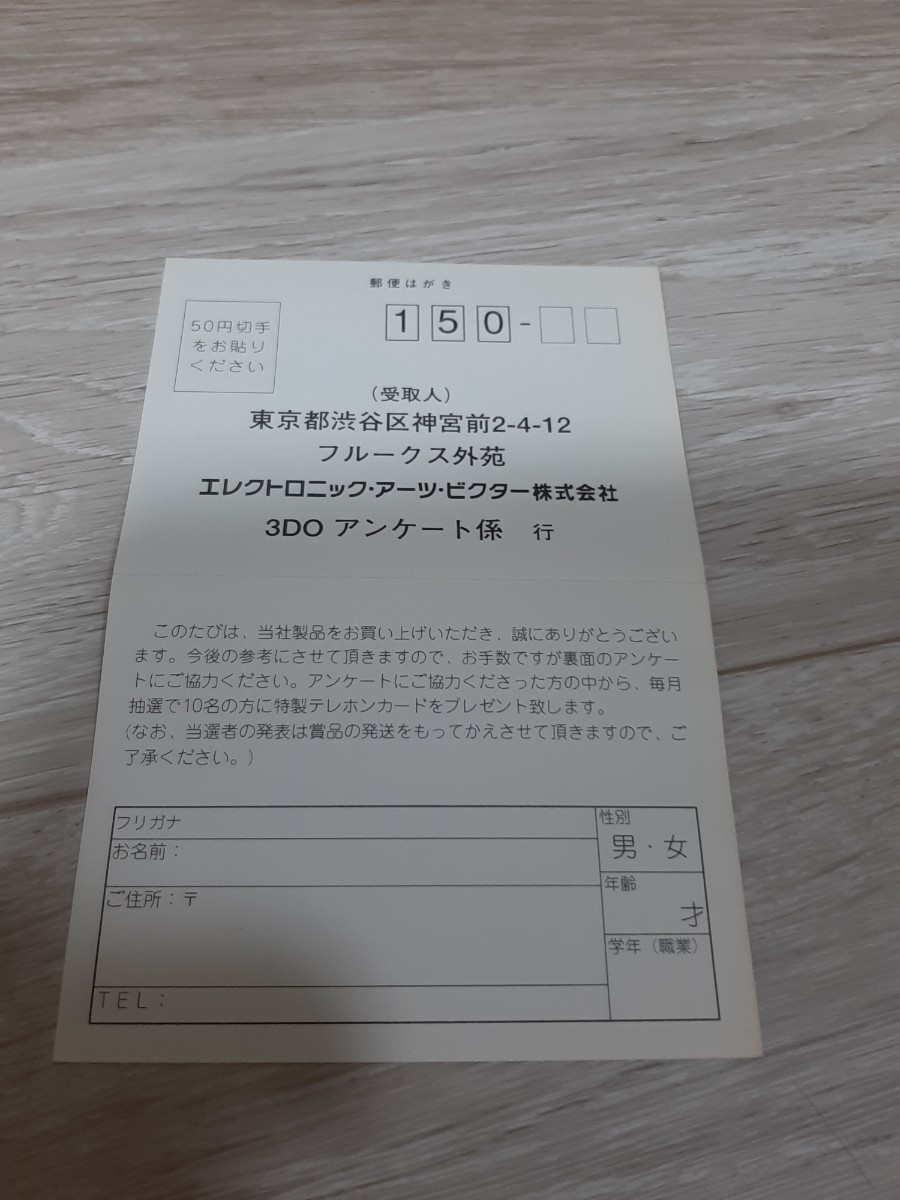 郵便はがき
50円切手
をお貼り
ください
150-
(受取人)
東京都渋谷区神宮前2-4-12
フルークス外苑
エレクトロニック・アーツ・ビクター株式会社
3DO アンケート係 行
このたびは、当社製品をお買い上げいただき、誠にありがとうござい
ます。今後の参考にさせて頂きますので、お手数ですが裏面のアンケー
トにご協力ください。アンケートにご協力くださった方の中から、毎月
抽選で10名の方に特製テレホンカードをプレゼント致します。
(なお、当選者の発表は賞品の発送をもってかえさせて頂きますので、ご
了承ください。)
フリガナ
お名前：
ご住所：〒
TEL：
性別
男・女
年齢
才
学年（職業）